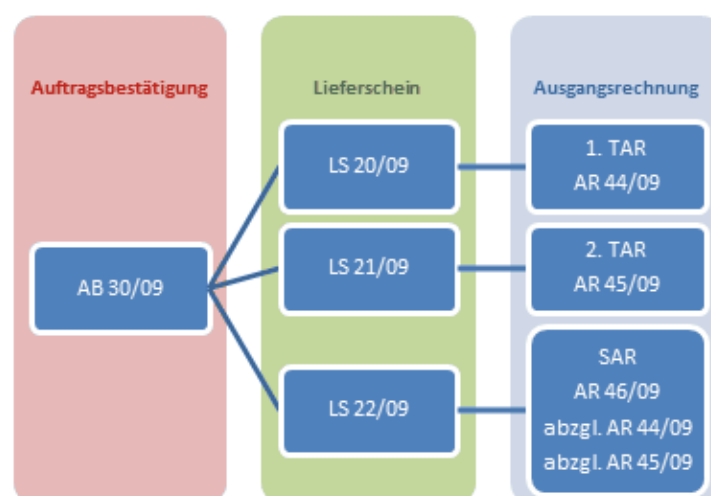 Auftragsbestätigung
Lieferschein
Ausgangsrechnung
AB 30/09
LS 20/09
LS 21/09
LS 22/09
1. TAR
AR 44/09
2. TAR
AR 45/09
SAR
AR 46/09
abzgl. AR 44/09
abzgl. AR 45/09